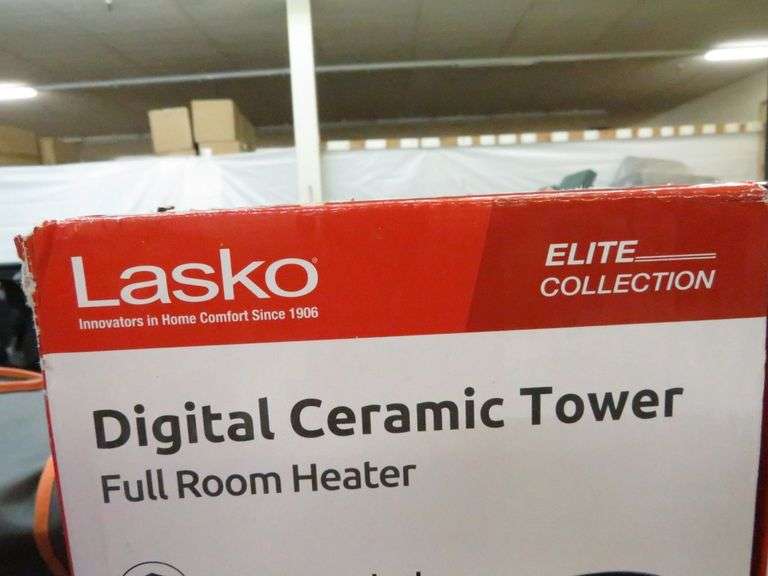 Lasko
Innovators in Home Comfort Since 1906
ELITE
COLLECTION
Digital Ceramic Tower
Full Room Heater